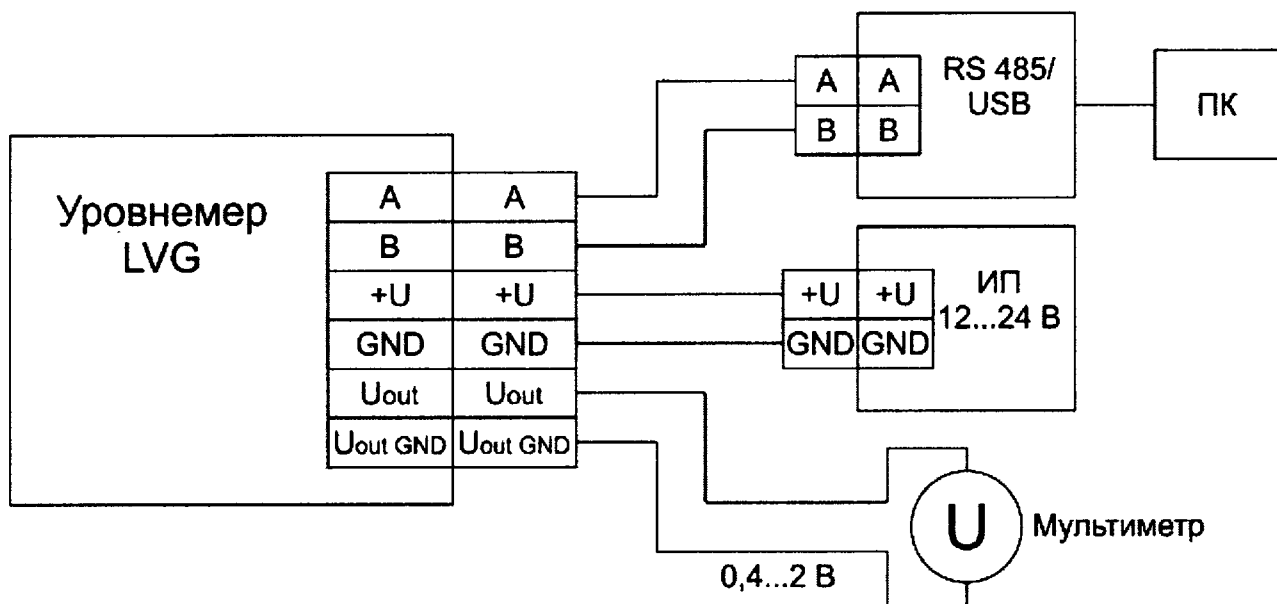 Уровнемер
LVG
A A
B B
+U +U
GND GND
Uout Uout
Uout GND Uout GND
A A
B B
RS 485/
USB
ПК
+U +U
GND GND
ИП
12...24 В
U
Мультиметр
0,4...2 В